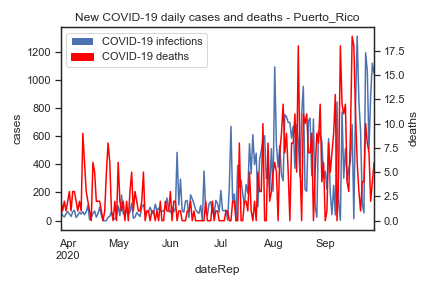 New COVID-19 daily cases and deaths - Puerto_Rico
COVID-19 infections
COVID-19 deaths
cases
1200
1000
800
600
400
200
0
17.5
15.0
12.5
10.0
7.5
5.0
2.5
0.0
deaths
Apr May Jun Jul Aug Sep
2020
dateRep